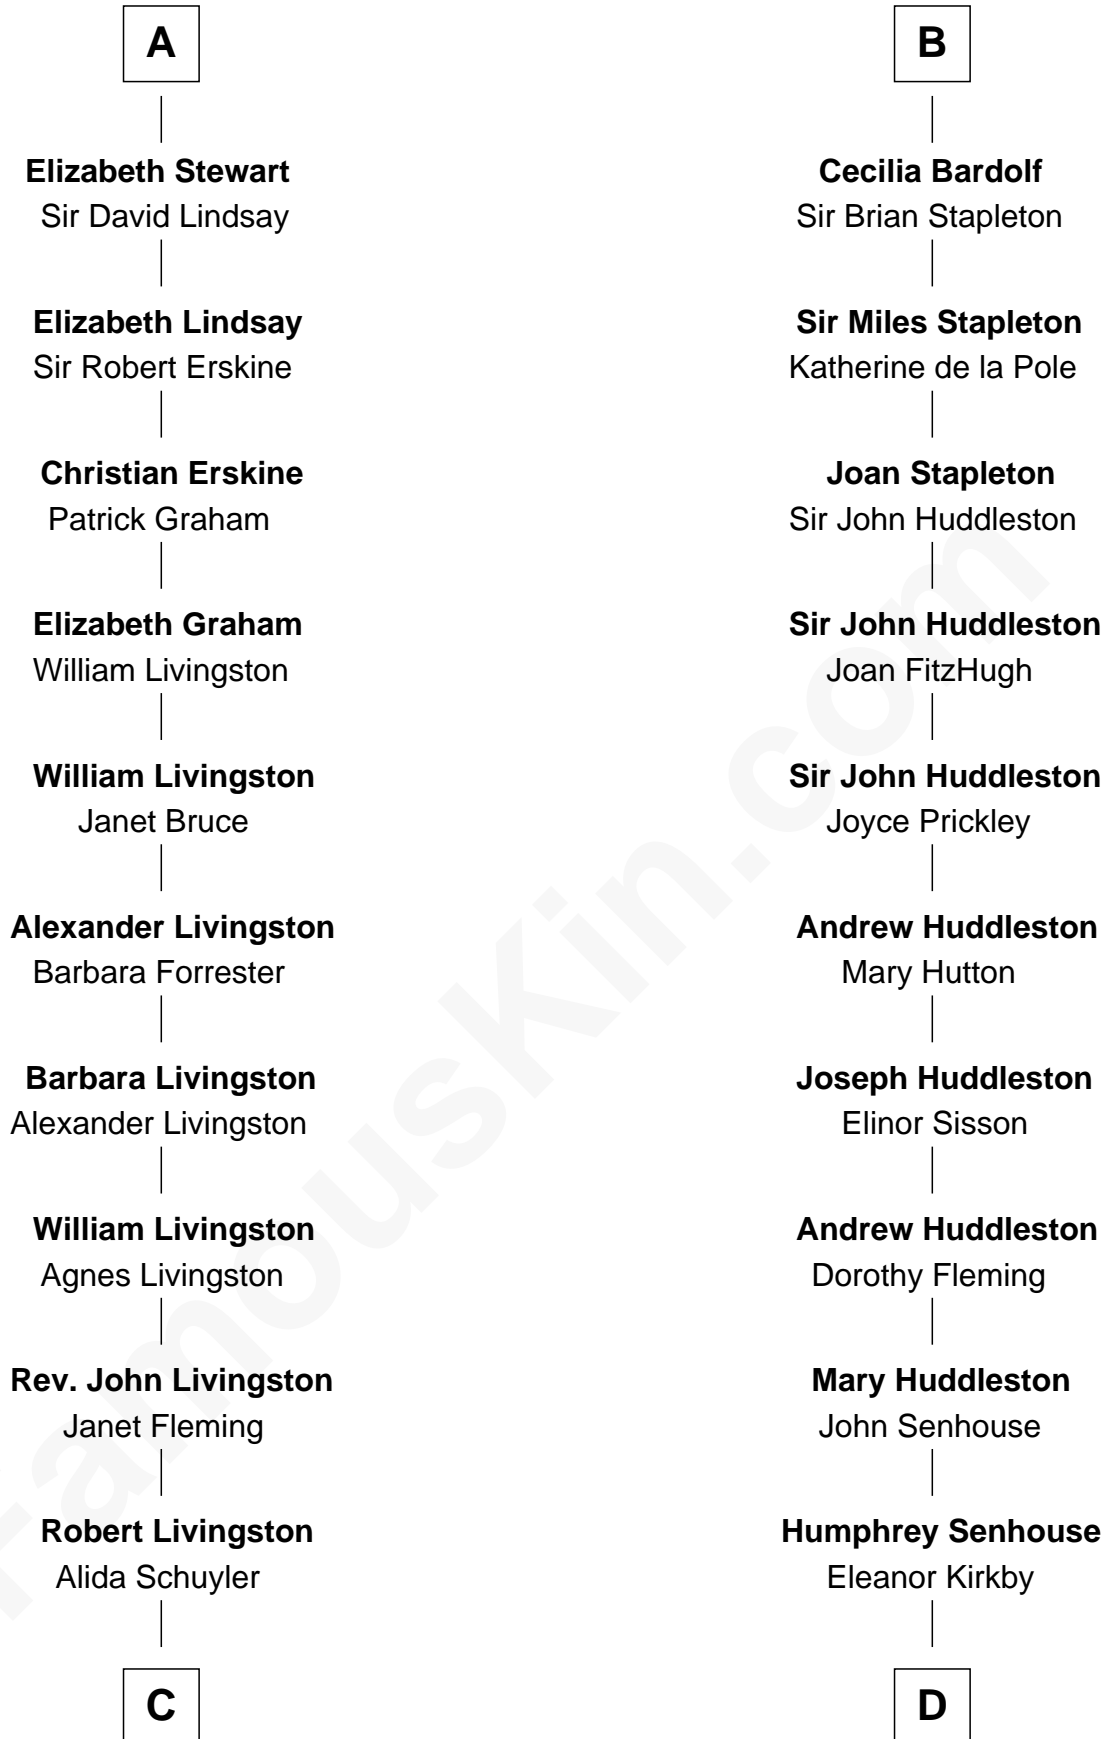 A
Elizabeth Stewart
Sir David Lindsay
Elizabeth Lindsay
Sir Robert Erskine
Christian Erskine
Patrick Graham
Elizabeth Graham
William Livingston
William Livingston
Janet Bruce
Alexander Livingston
Barbara Forrester
Barbara Livingston
Alexander Livingston
William Livingston
Agnes Livingston
Rev. John Livingston
Janet Fleming
Robert Livingston
Alida Schuyler
C
B
Cecilia Bardolf
Sir Brian Stapleton
Sir Miles Stapleton
Katherine de la Pole
Joan Stapleton
Sir John Huddleston
Sir John Huddleston
Joan FitzHugh
Sir John Huddleston
Joyce Prickley
Andrew Huddleston
Mary Hutton
Joseph Huddleston
Elinor Sisson
Andrew Huddleston
Dorothy Fleming
Mary Huddleston
John Senhouse
Humphrey Senhouse
Eleanor Kirkby
D
FamousKin.com